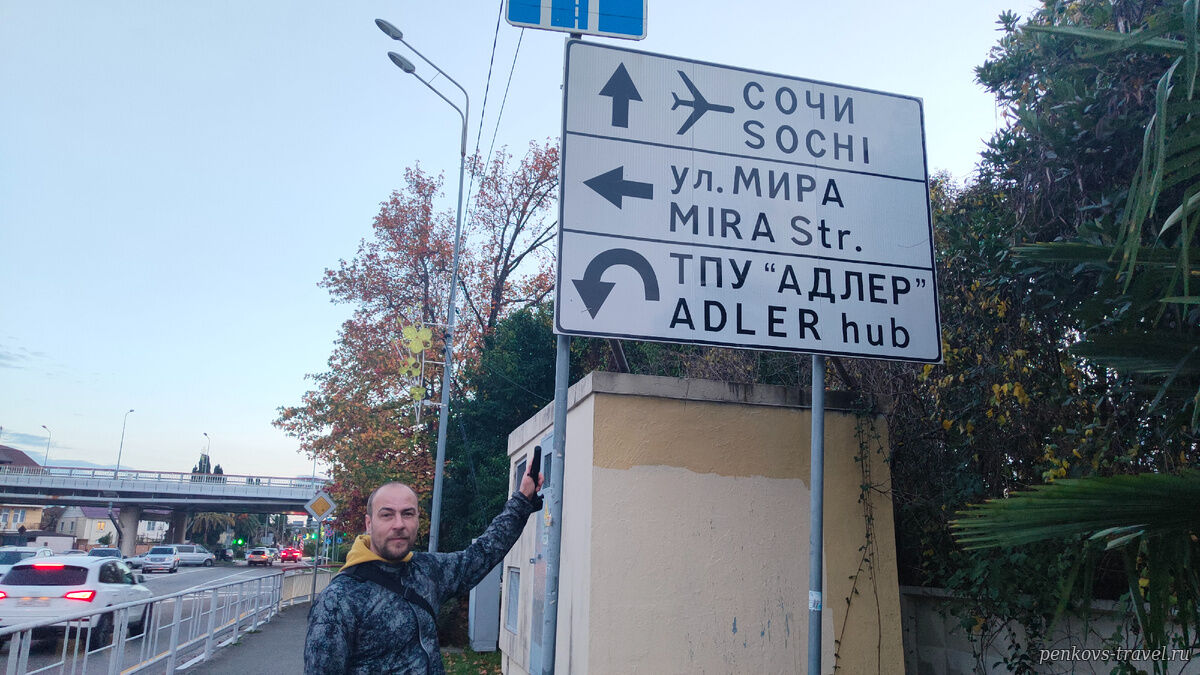 СОЧИ
SOCHI
ул. МИРА
MIRA Str.
ТПУ "АДЛЕР"
ADLER hub
penkovs-travel.ru